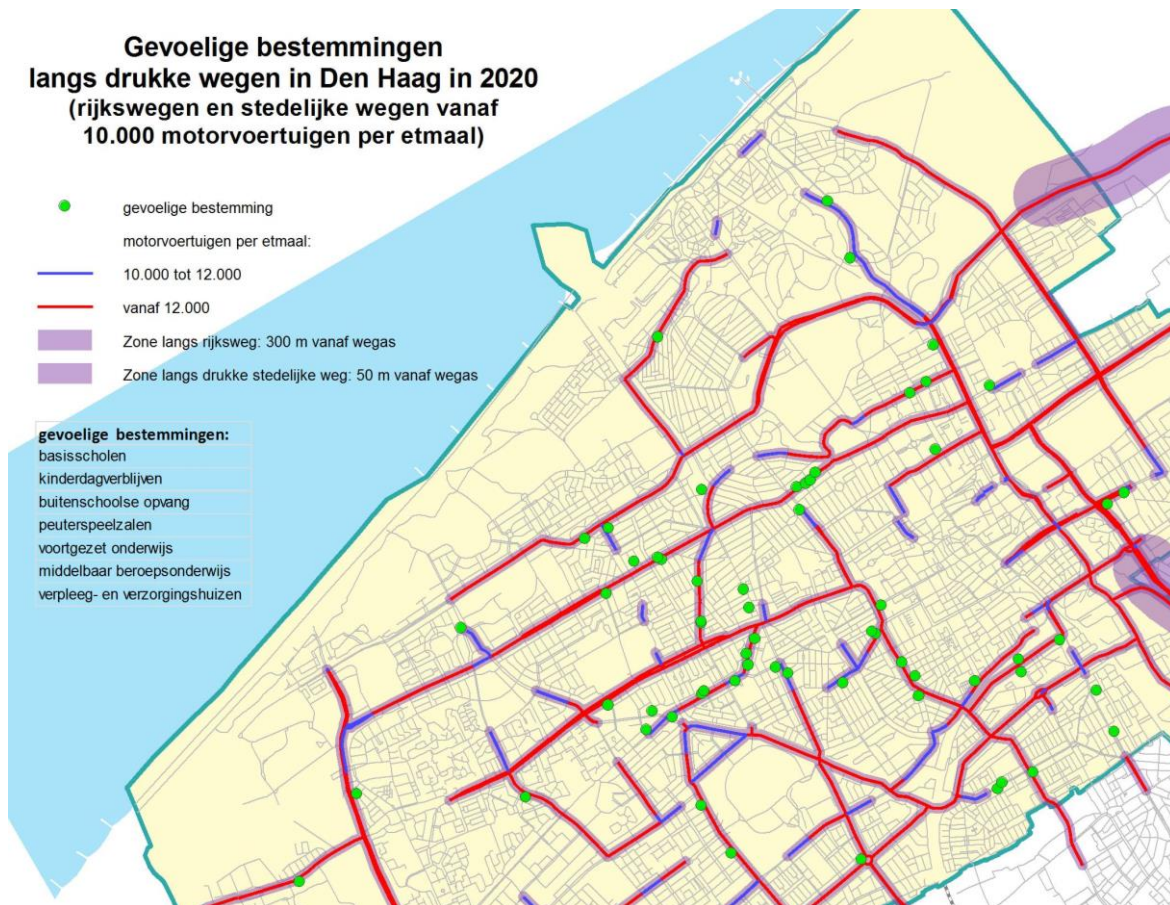 Gevoelige bestemmingen
langs drukke wegen in Den Haag in 2020
(rijkswegen en stedelijke wegen vanaf
10.000 motorvoertuigen per etmaal)
gevoelige bestemming
motorvoertuigen per etmaal:
10.000 tot 12.000
vanaf 12.000
Zone langs rijksweg: 300 m vanaf wegas
Zone langs drukke stedelijke weg: 50 m vanaf wegas
gevoelige bestemmingen:
basisscholen
kinderdagverblijven
buitenschoolse opvang
peuterspeelzalen
voortgezet onderwijs
middelbaar beroepsonderwijs
verpleeg- en verzorgingshuizen